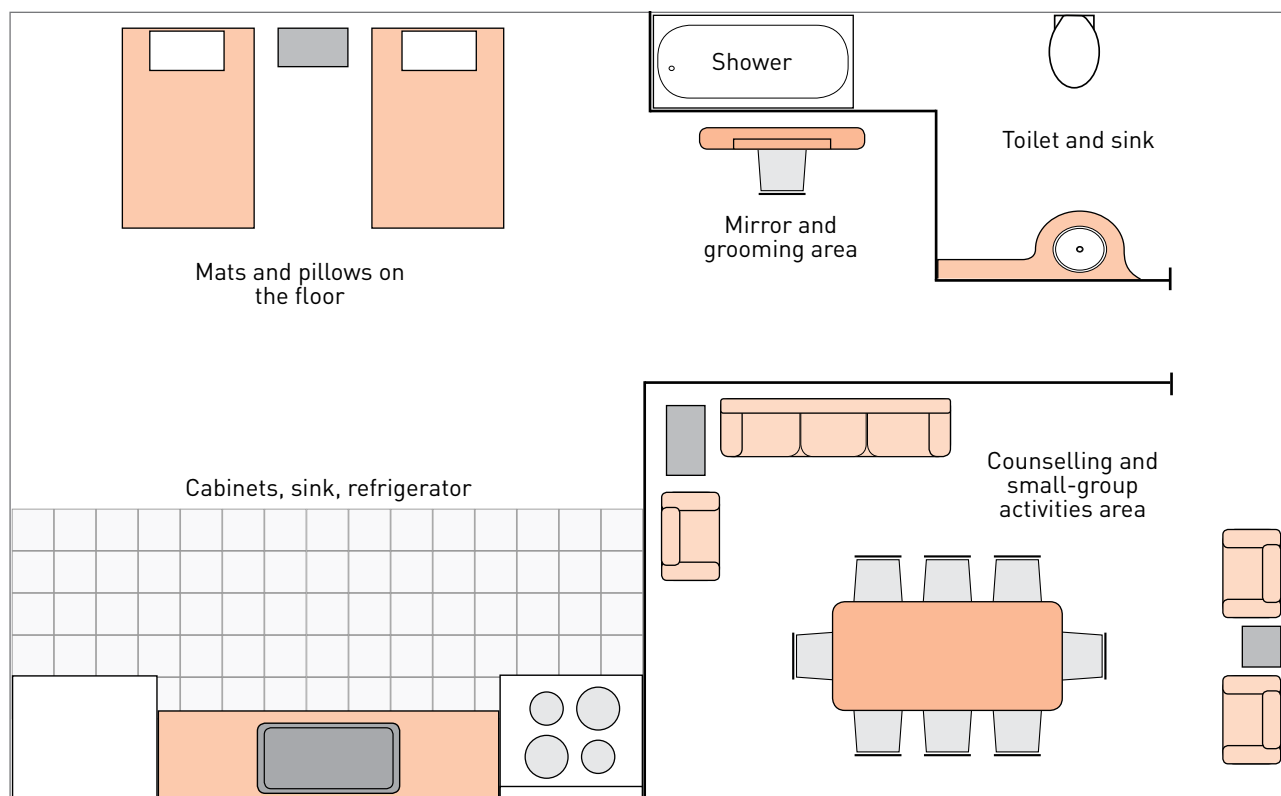 Shower
Toilet and sink
Mirror and
grooming area
Mats and pillows on
the floor
Counselling and
small-group
activities area
Cabinets, sink, refrigerator